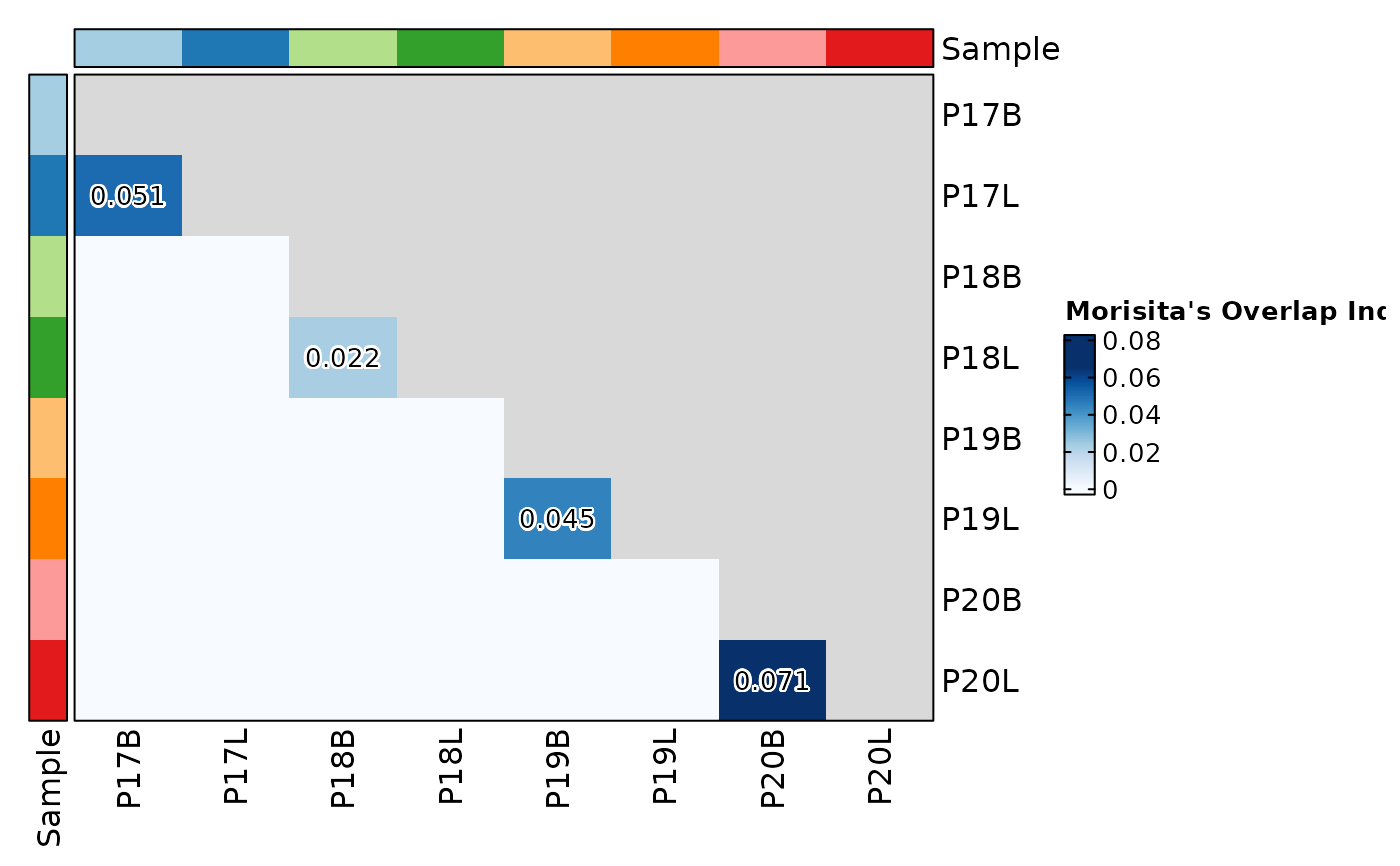 Sample
P17B
0.051
P17L
P18B
0.022
P18L
P19B
0.045
P19L
P20B
0.071
P20L
Morisita's Overlap Ind
0.08
0.06
0.04
0.02
0
Sample
P17B
P17L
P18B
P18L
P19B
P19L
P20B
P20L